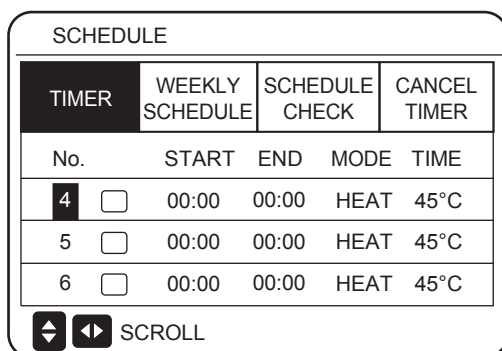 SCHEDULE
TIMER WEEKLY SCHEDULE SCHEDULE CHECK CANCEL TIMER
No. START END MODE TIME
4 00:00 00:00 HEAT 45°C
5 00:00 00:00 HEAT 45°C
6 00:00 00:00 HEAT 45°C
SCROLL